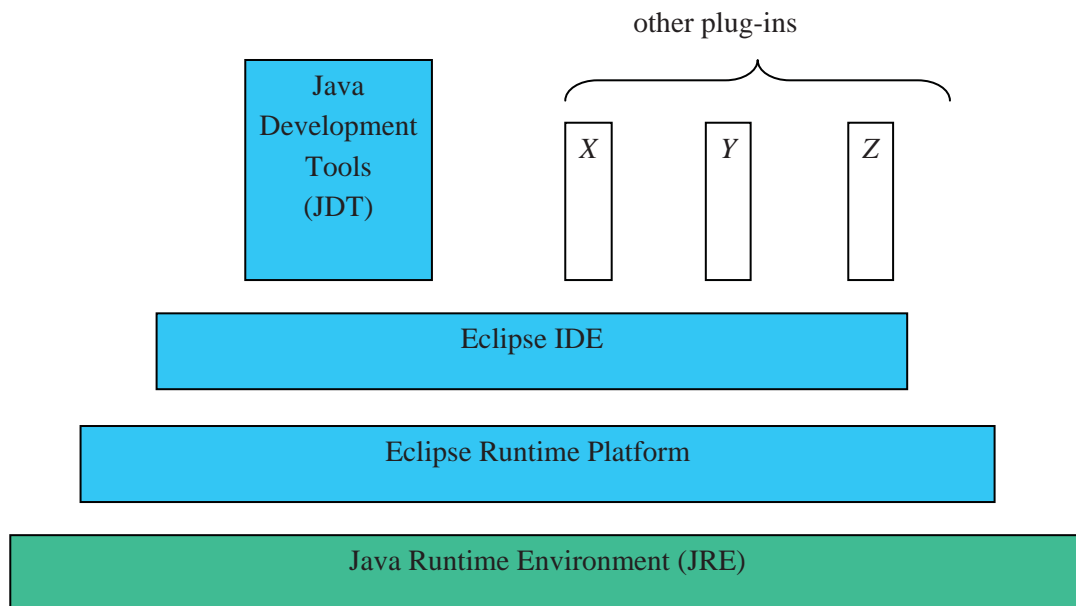 other plug-ins
Java
Development
Tools
(JDT)
X
Y
Z
Eclipse IDE
Eclipse Runtime Platform
Java Runtime Environment (JRE)